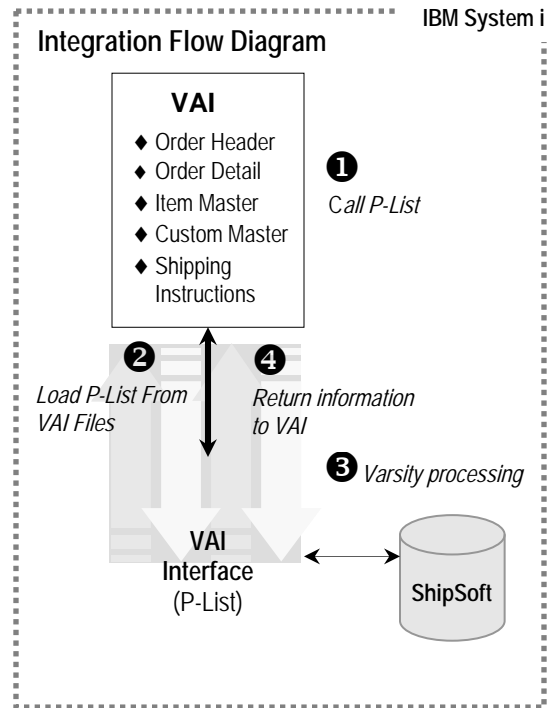 IBM System i
Integration Flow Diagram
VAI
♦ Order Header
♦ Order Detail
♦ Item Master
♦ Custom Master
♦ Shipping
Instructions
❶
Call P-List
❷
Load P-List From
VAI Files
❹
Return information
to VAI
❸ Varsity processing
VAI
Interface
(P-List)
ShipSoft